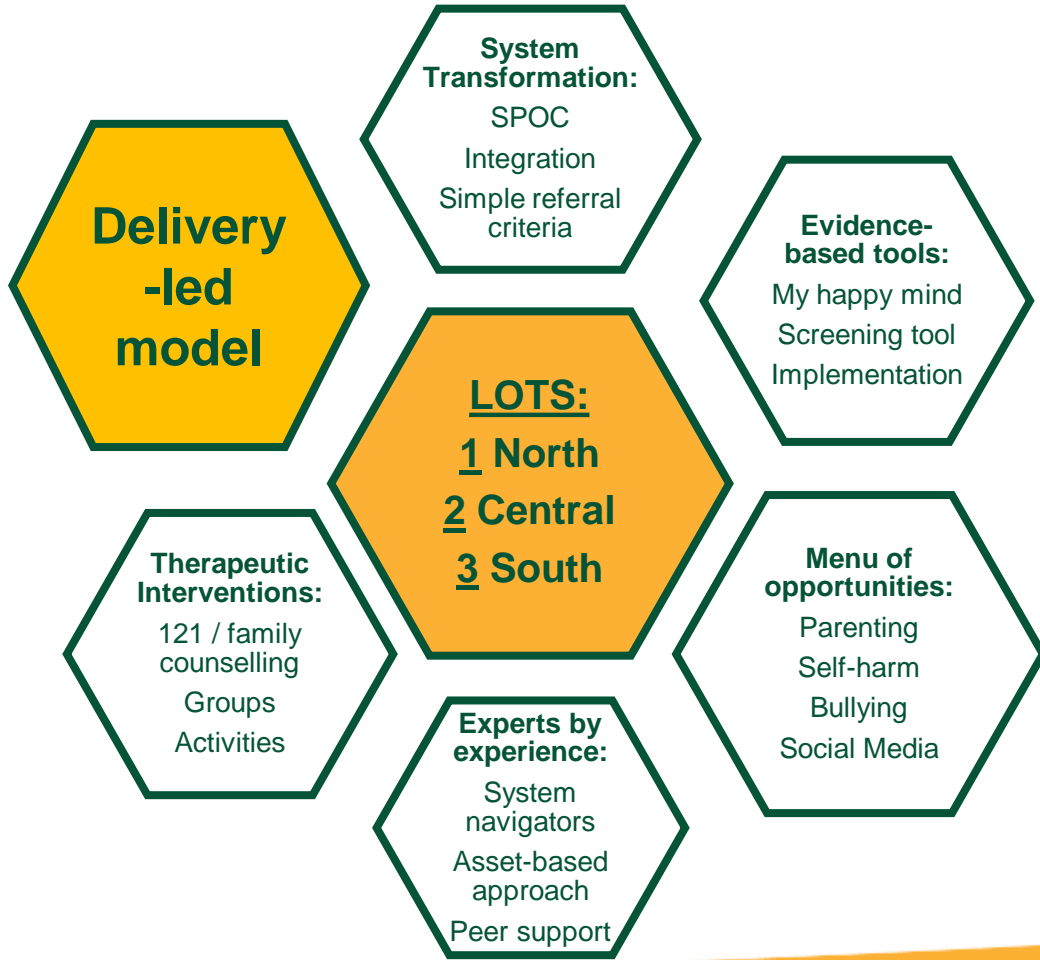 System
Transformation:
SPOC
Integration
Simple referral
criteria
Delivery
-led
model
Evidence-
based tools:
My happy mind
Screening tool
Implementation
LOTS:
1 North
2 Central
3 South
Therapeutic
Interventions:
121 / family
counselling
Groups
Activities
Menu of
opportunities:
Parenting
Self-harm
Bullying
Social Media
Experts by
experience:
System
navigators
Asset-based
approach
Peer support